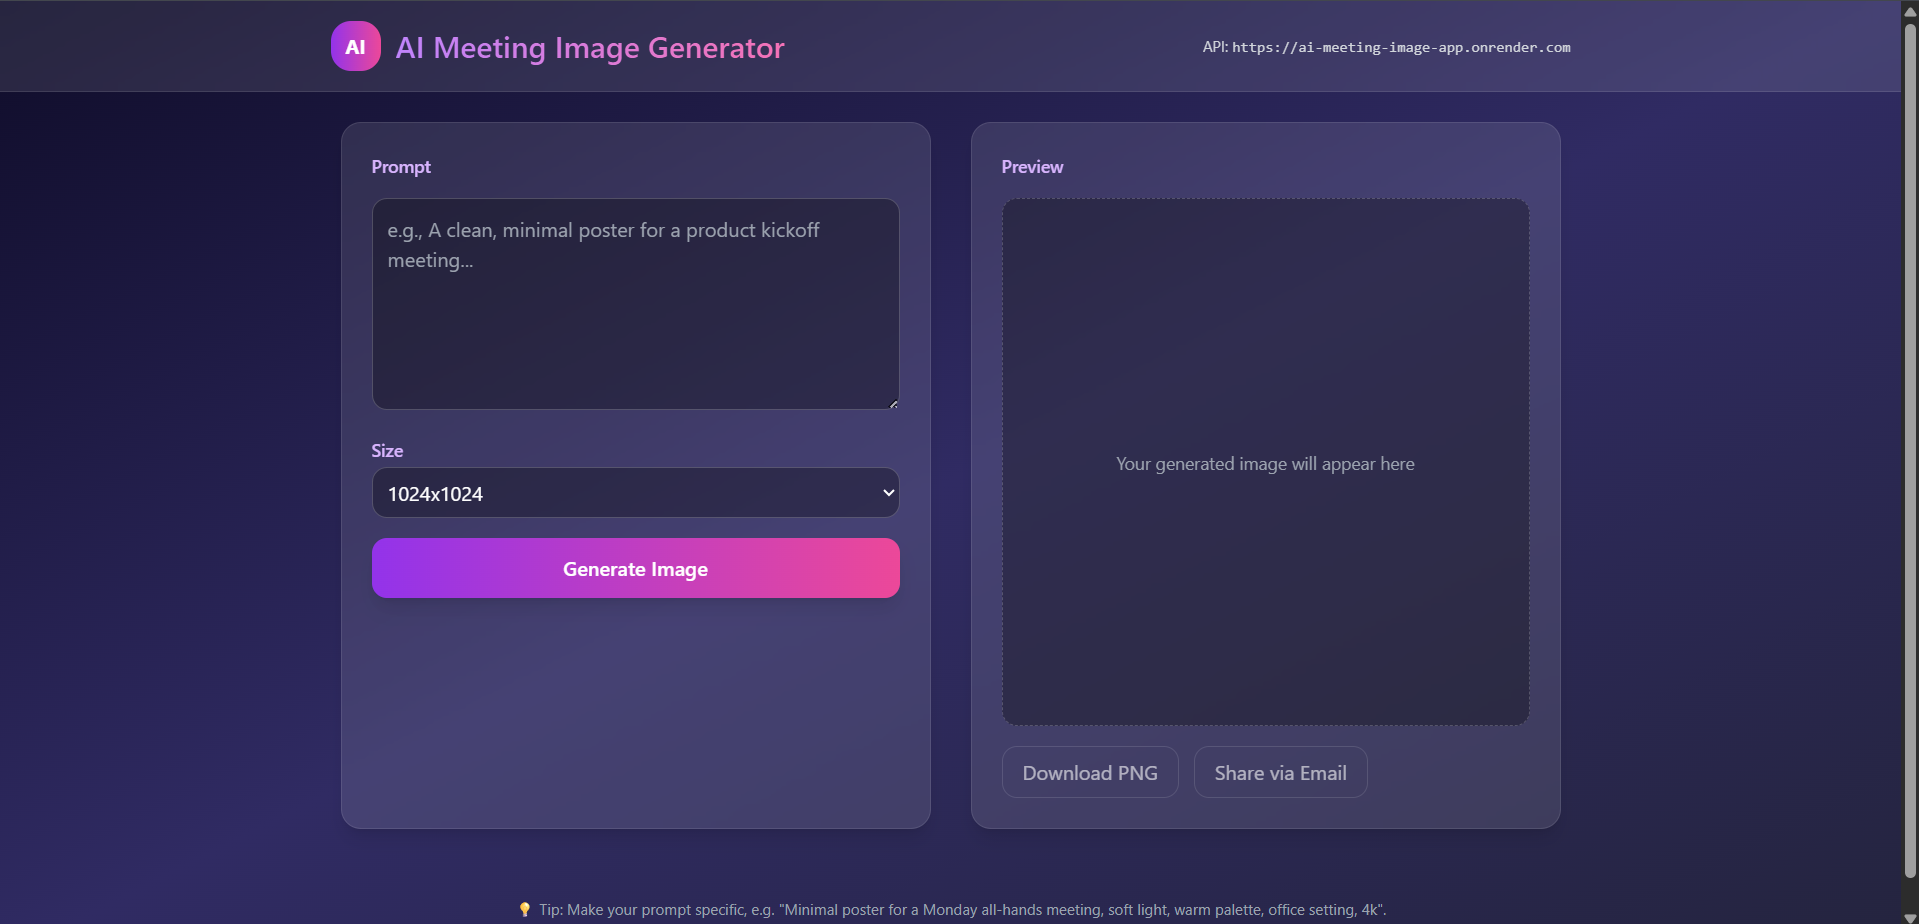 AI
AI Meeting Image Generator
API: https://ai-meeting-image-app.onrender.com
Prompt
e.g., A clean, minimal poster for a product kickoff
meeting...
Size
1024x1024
Generate Image
Preview
Your generated image will appear here
Download PNG
Share via Email
💡 Tip: Make your prompt specific, e.g. "Minimal poster for a Monday all-hands meeting, soft light, warm palette, office setting, 4k".